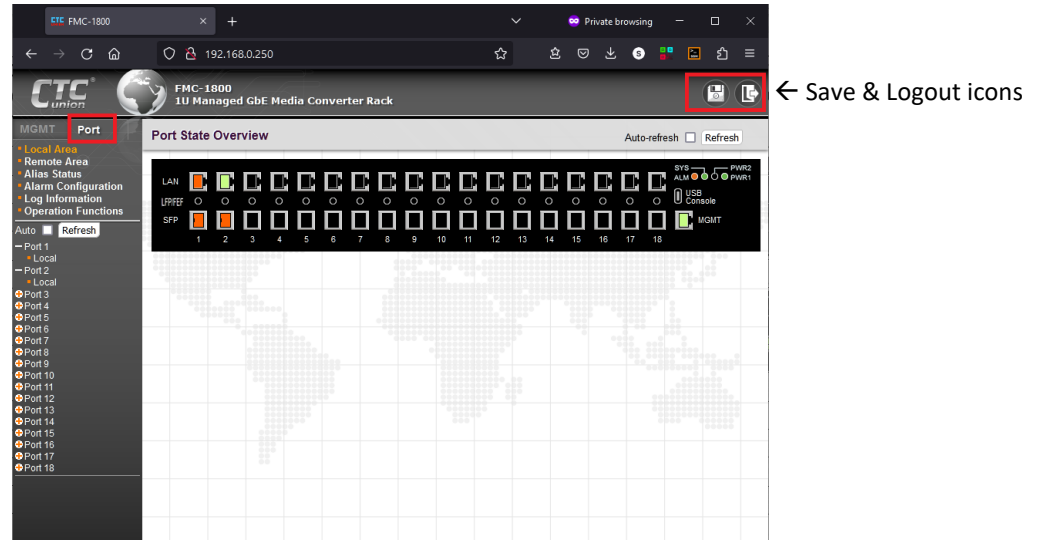 CTC FMC-1800
Private browsing
192.168.0.250
CTC union
FMC-1800
1U Managed GbE Media Converter Rack
← Save & Logout icons
MGMT Port
Port State Overview
Auto-refresh Refresh
Local Area
Remote Area
Alias Status
Alarm Configuration
Log Information
Operation Functions
Auto Refresh
Port 1
Local
Port 2
Local
Port 3
Port 4
Port 5
Port 6
Port 7
Port 8
Port 9
Port 10
Port 11
Port 12
Port 13
Port 14
Port 15
Port 16
Port 17
Port 18
LAN
LFP/FEF
SFP
1 2 3 4 5 6 7 8 9 10 11 12 13 14 15 16 17 18
SYS PWR2
ALM PWR1
USB
Console
MGMT